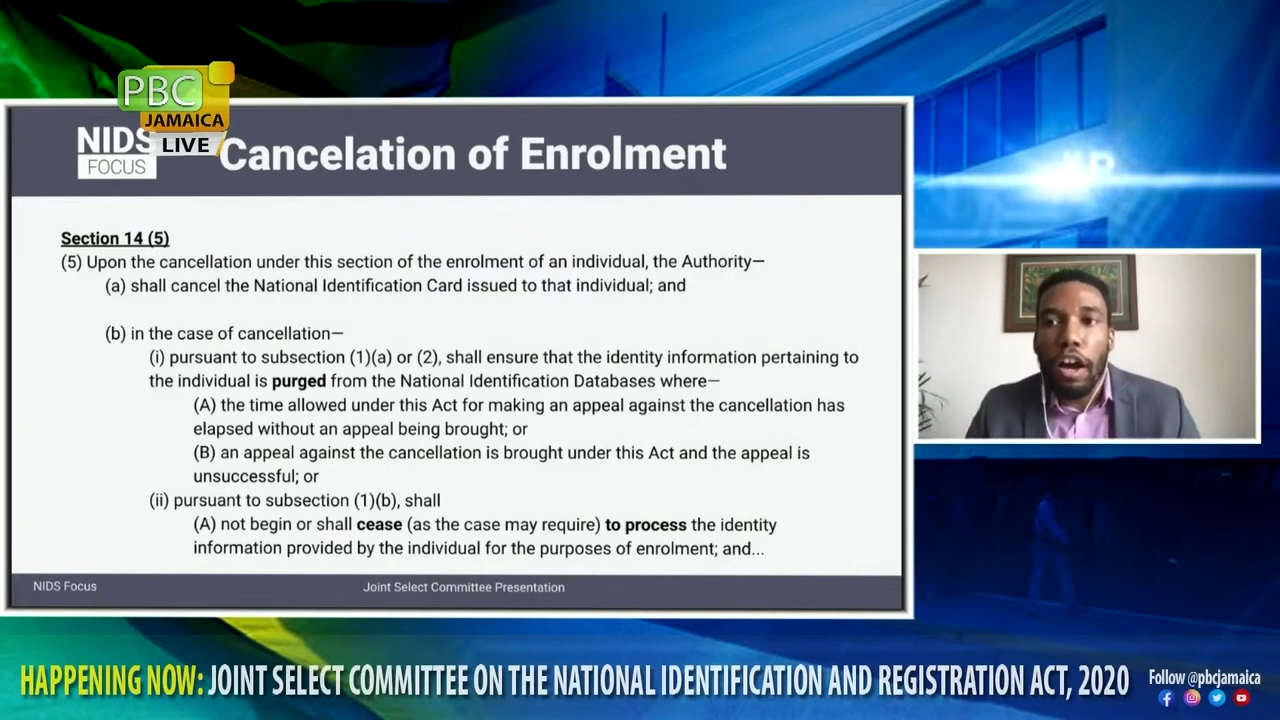 PBC
JAMAICA
LIVE
NIDS
FOCUS
Cancelation of Enrolment
Section 14 (5)
(5) Upon the cancellation under this section of the enrolment of an individual, the Authority—
(a) shall cancel the National Identification Card issued to that individual; and
(b) in the case of cancellation—
(i) pursuant to subsection (1)(a) or (2), shall ensure that the identity information pertaining to
the individual is purged from the National Identification Databases where—
(A) the time allowed under this Act for making an appeal against the cancellation has
elapsed without an appeal being brought; or
(B) an appeal against the cancellation is brought under this Act and the appeal is
unsuccessful; or
(ii) pursuant to subsection (1)(b), shall
(A) not begin or shall cease (as the case may require) to process the identity
information provided by the individual for the purposes of enrolment; and...
NIDS Focus
Joint Select Committee Presentation
HAPPENING NOW: JOINT SELECT COMMITTEE ON THE NATIONAL IDENTIFICATION AND REGISTRATION ACT, 2020
Follow @pbcjamaica